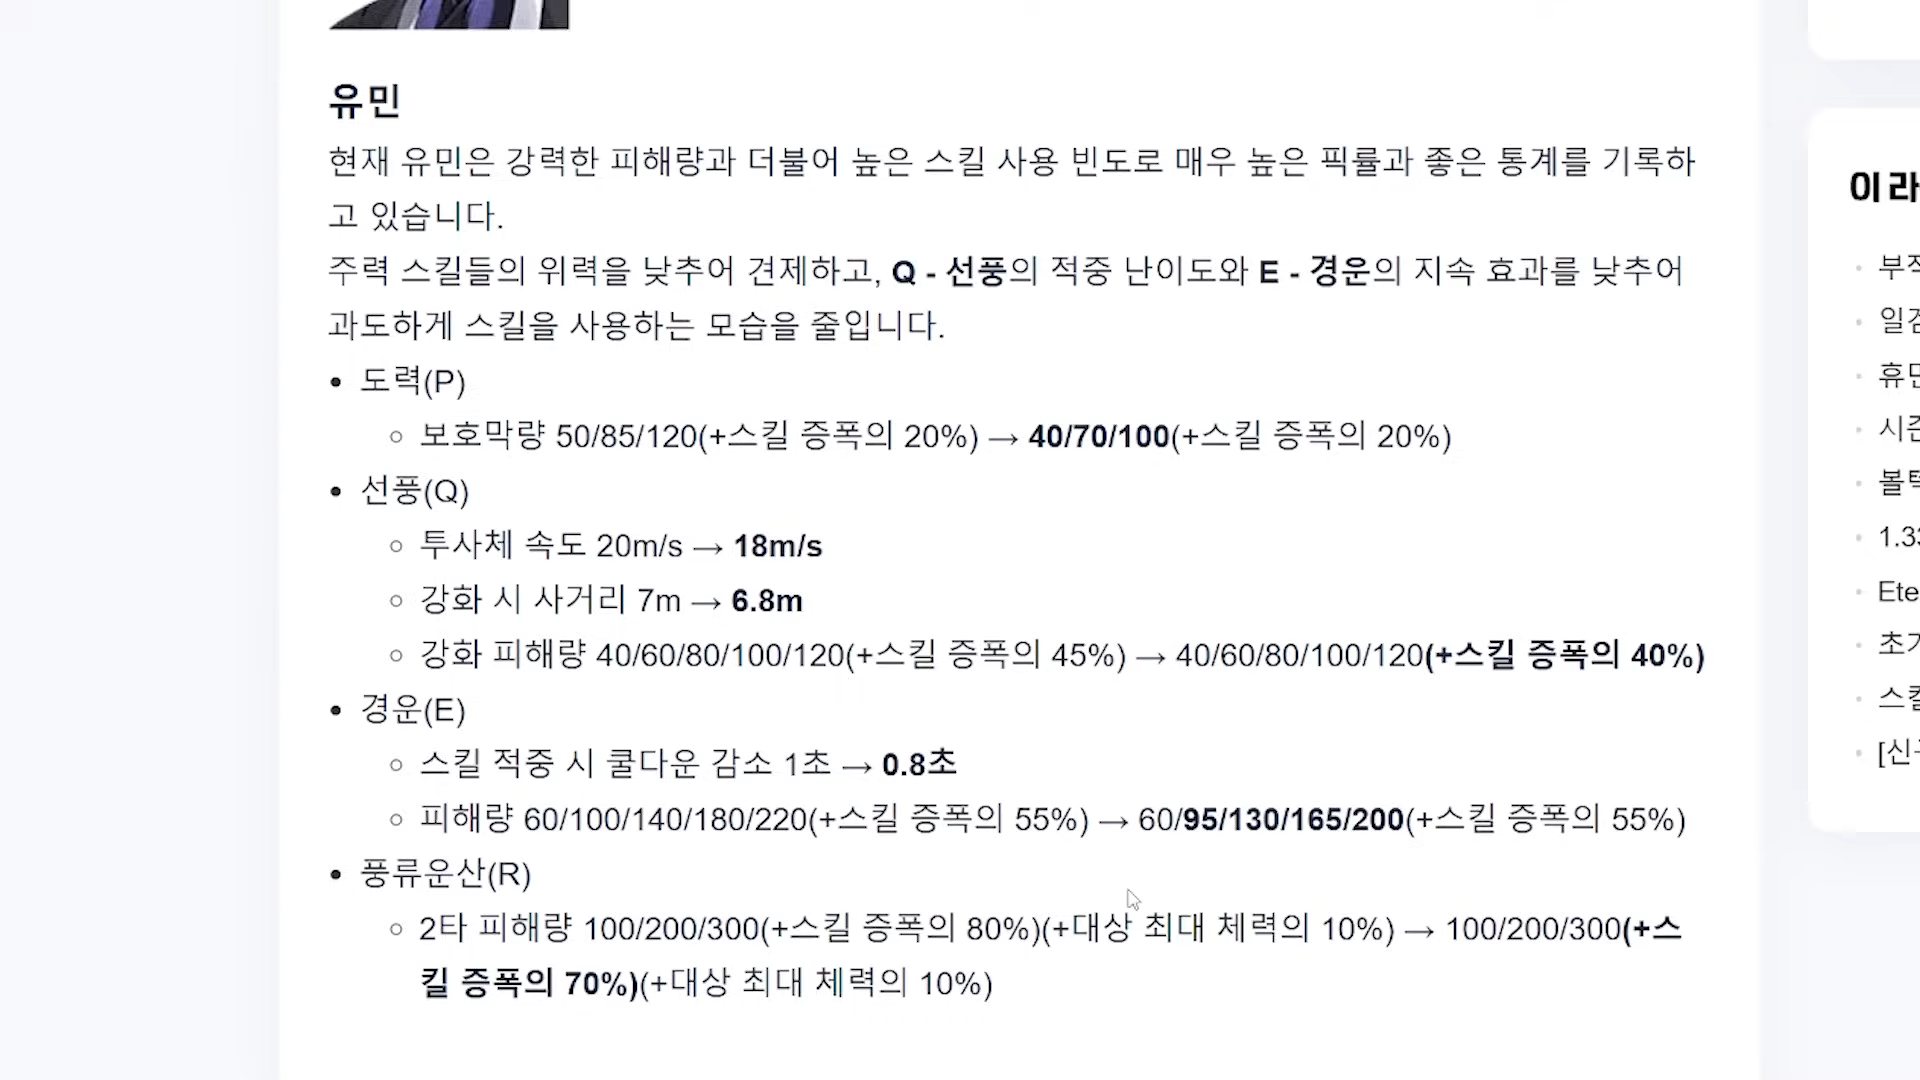 유민
현재 유민은 강력한 피해량과 더불어 높은 스킬 사용 빈도로 매우 높은 픽률과 좋은 통계를 기록하
고 있습니다.
주력 스킬들의 위력을 낮추어 견제하고, Q - 선풍의 적중 난이도와 E - 경운의 지속 효과를 낮추어
과도하게 스킬을 사용하는 모습을 줄입니다.
• 도력(P)
○ 보호막량 50/85/120(+스킬 증폭의 20%) → 40/70/100(+스킬 증폭의 20%)
• 선풍(Q)
○ 투사체 속도 20m/s → 18m/s
○ 강화 시 사거리 7m → 6.8m
○ 강화 피해량 40/60/80/100/120(+스킬 증폭의 45%) → 40/60/80/100/120(+스킬 증폭의 40%)
• 경운(E)
○ 스킬 적중 시 쿨다운 감소 1초 → 0.8초
○ 피해량 60/100/140/180/220(+스킬 증폭의 55%) → 60/95/130/165/200(+스킬 증폭의 55%)
• 풍류운산(R)
○ 2타 피해량 100/200/300(+스킬 증폭의 80%)(+대상 최대 체력의 10%) → 100/200/300(+스
킬 증폭의 70%)(+대상 최대 체력의 10%)
이 라
시즌
1.33
Ete